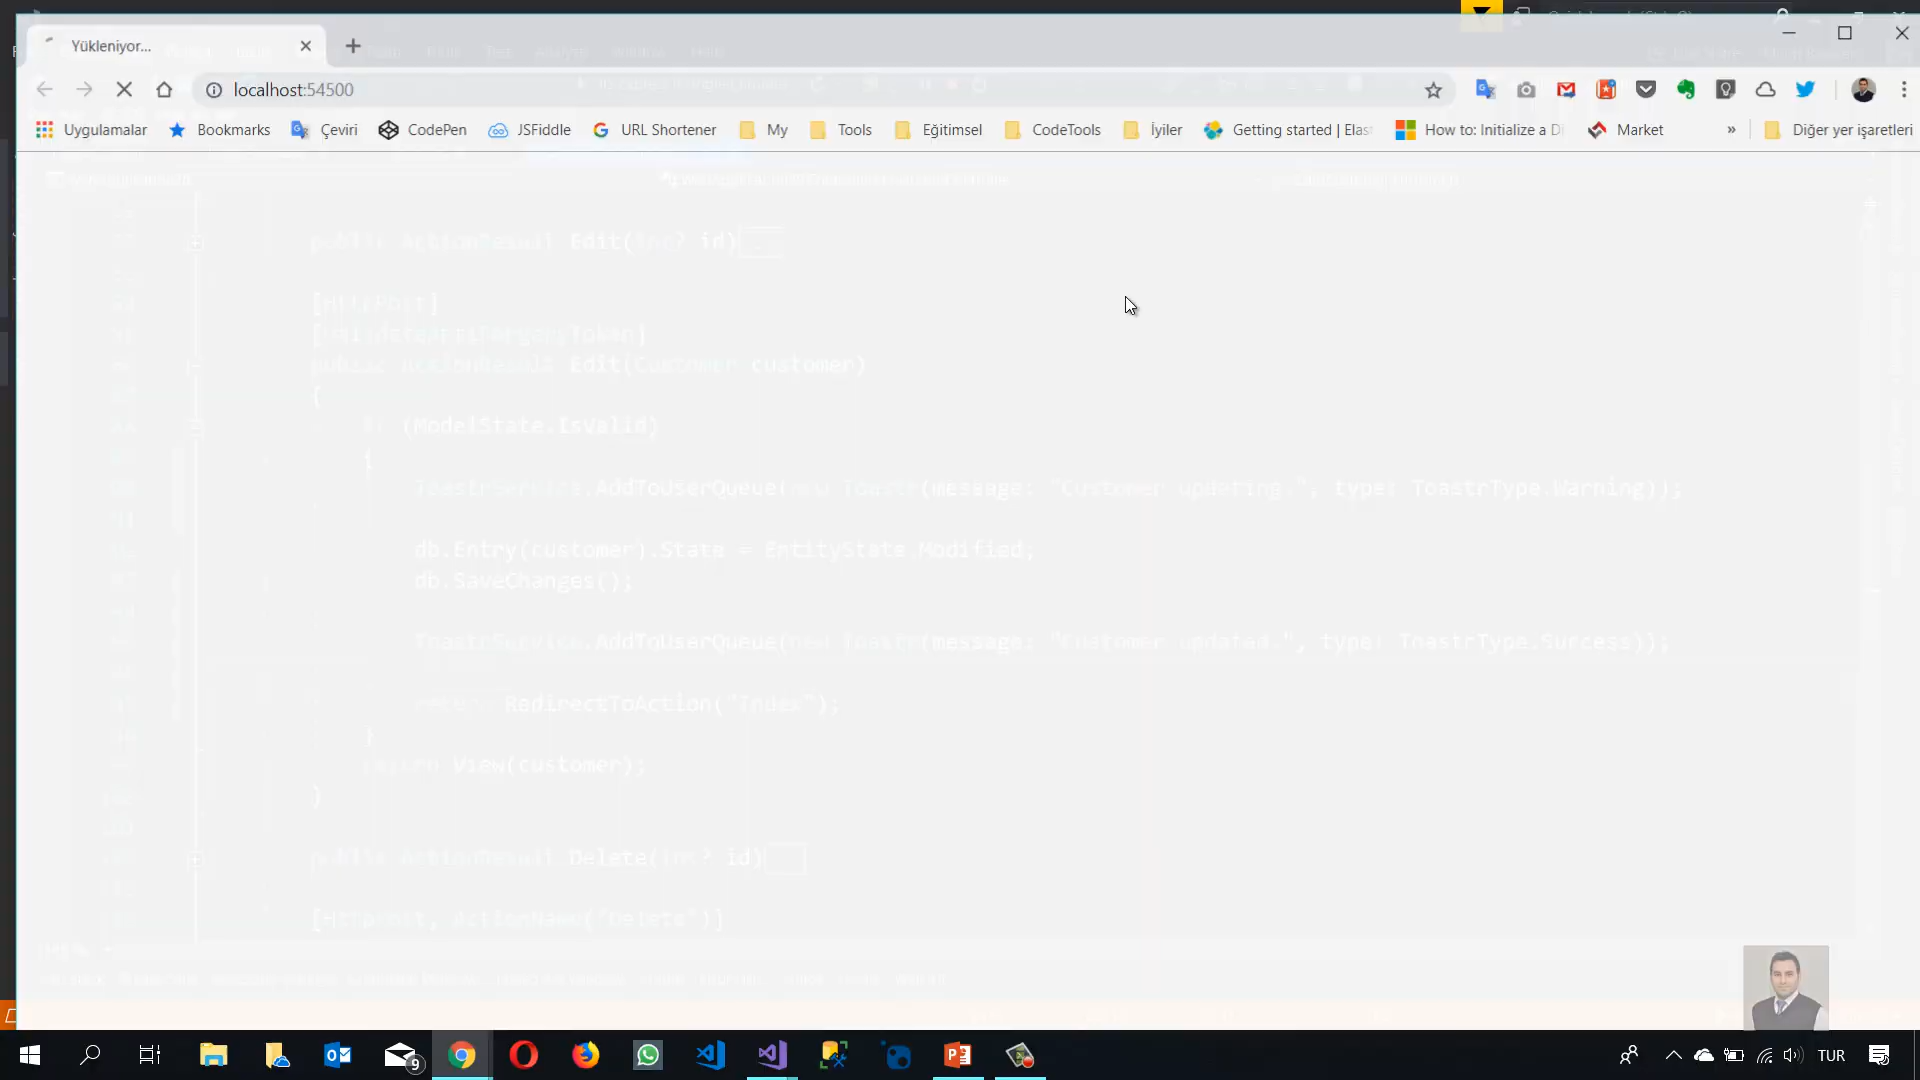 Yükleniyor...
localhost:54500
Uygulamalar Bookmarks Çeviri CodePen JSFiddle URL Shortener My Tools Eğitimsel CodeTools İyiler Getting started | Elas How to: Initialize a D Market » Diğer yer işaretleri
public ActionResult Edit(int? id)
[HttpPost]
[ValidateAntiForgeryToken]
public ActionResult Edit(Customer customer)
{
if (ModelState.IsValid)
{
ToastrService.AddToUserQueue(new Toastr(message: "Customer updating.", type: ToastrType.Warning));
db.Entry(customer).State = EntityState.Modified;
db.SaveChanges();
ToastrService.AddToUserQueue(new Toastr(message: "Customer updated.", type: ToastrType.Success));
return RedirectToAction("Index");
}
return View(customer);
}
public ActionResult Delete(int? id)
[HttpPost, ActionName("Delete")]
9
TUR